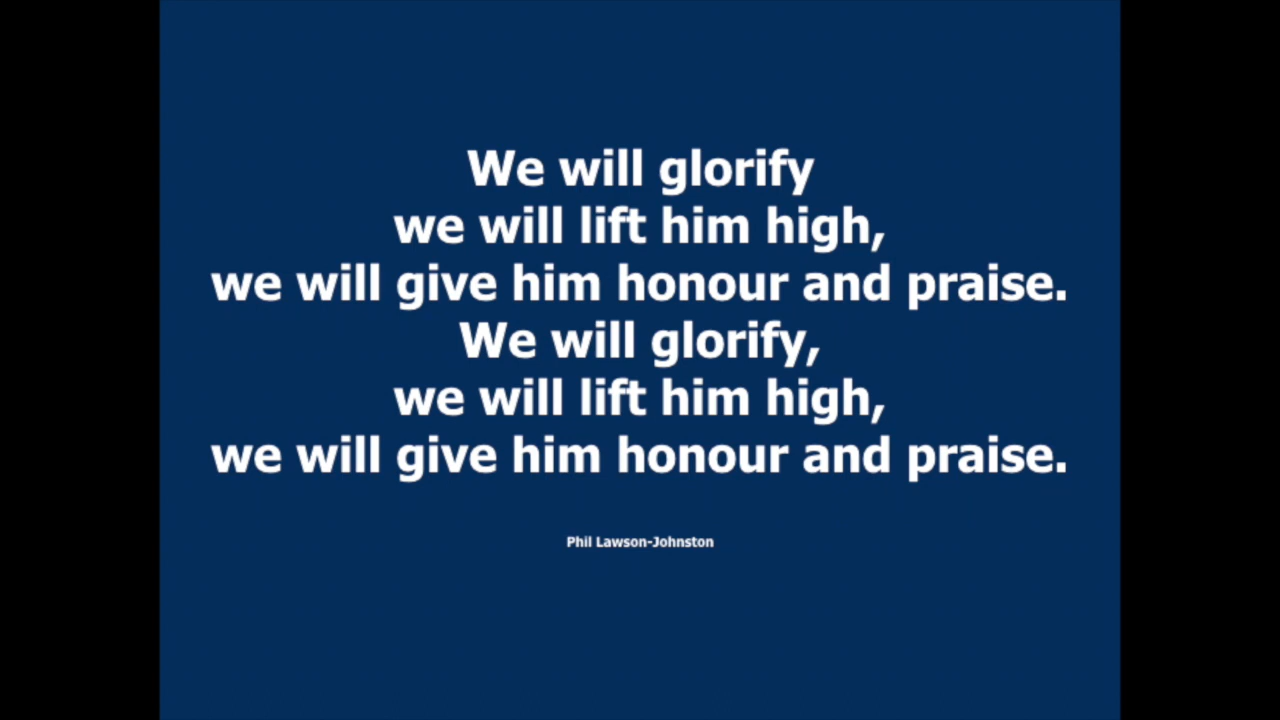 We will glorify
we will lift him high,
we will give him honour and praise.
We will glorify,
we will lift him high,
we will give him honour and praise.
Phil Lawson-Johnston